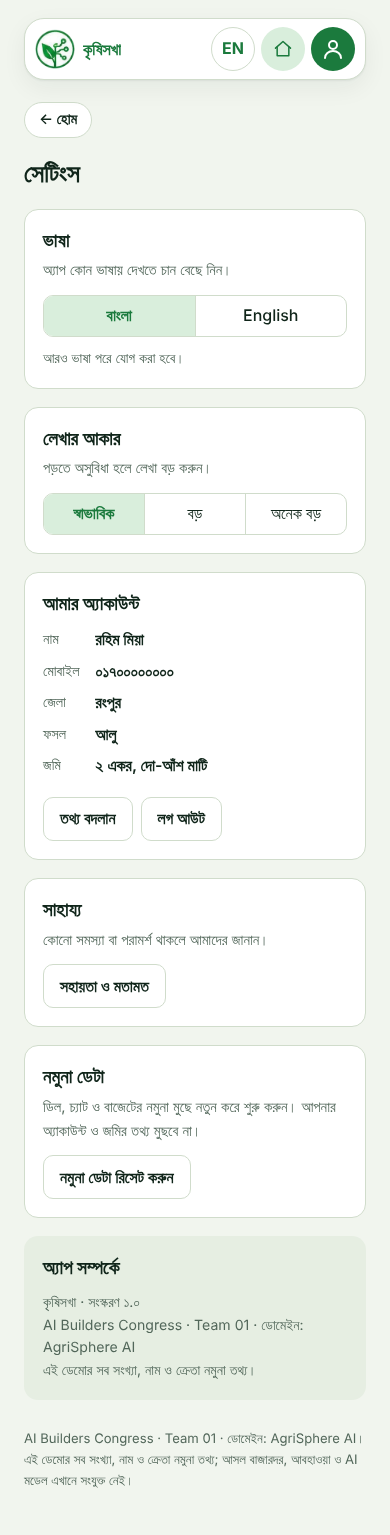 কৃষিসখা
EN
← হোম
সেটিংস
ভাষা
অ্যাপ কোন ভাষায় দেখতে চান বেছে নিন।
বাংলা
English
আরও ভাষা পরে যোগ করা হবে।
লেখার আকার
পড়তে অসুবিধা হলে লেখা বড় করুন।
স্বাভাবিক
বড়
অনেক বড়
আমার অ্যাকাউন্ট
নাম রহিম মিয়া
মোবাইল ০১৭০০০০০০০০
জেলা রংপুর
ফসল আলু
জমি ২ একর, দো-আঁশ মাটি
তথ্য বদলান
লগ আউট
সাহায্য
কোনো সমস্যা বা পরামর্শ থাকলে আমাদের জানান।
সহায়তা ও মতামত
নমুনা ডেটা
ডিল, চ্যাট ও বাজেটের নমুনা মুছে নতুন করে শুরু করুন। আপনার
অ্যাকাউন্ট ও জমির তথ্য মুছবে না।
নমুনা ডেটা রিসেট করুন
অ্যাপ সম্পর্কে
কৃষিসখা · সংস্করণ ১.০
AI Builders Congress · Team 01 · ডোমেইন:
AgriSphere AI
এই ডেমোর সব সংখ্যা, নাম ও ক্রেতা নমুনা তথ্য।
AI Builders Congress · Team 01 · ডোমেইন: AgriSphere AI।
এই ডেমোর সব সংখ্যা, নাম ও ক্রেতা নমুনা তথ্য; আসল বাজারদর, আবহাওয়া ও AI
মডেল এখানে সংযুক্ত নেই।